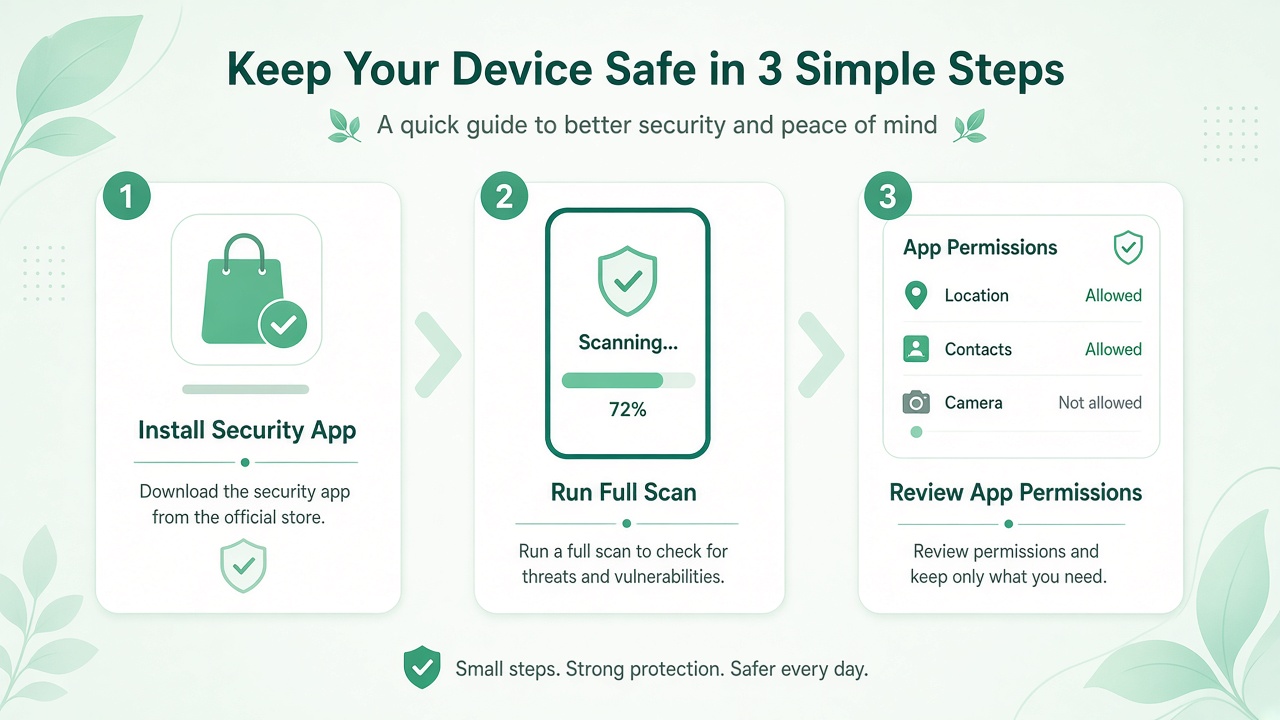 Keep Your Device Safe in 3 Simple Steps
A quick guide to better security and peace of mind
1
Install Security App
Download the security app
from the official store.
2
Scanning...
72%
Run Full Scan
Run a full scan to check for
threats and vulnerabilities.
3
App Permissions
Location Allowed
Contacts Allowed
Camera Not allowed
Review App Permissions
Review permissions and
keep only what you need.
Small steps. Strong protection. Safer every day.